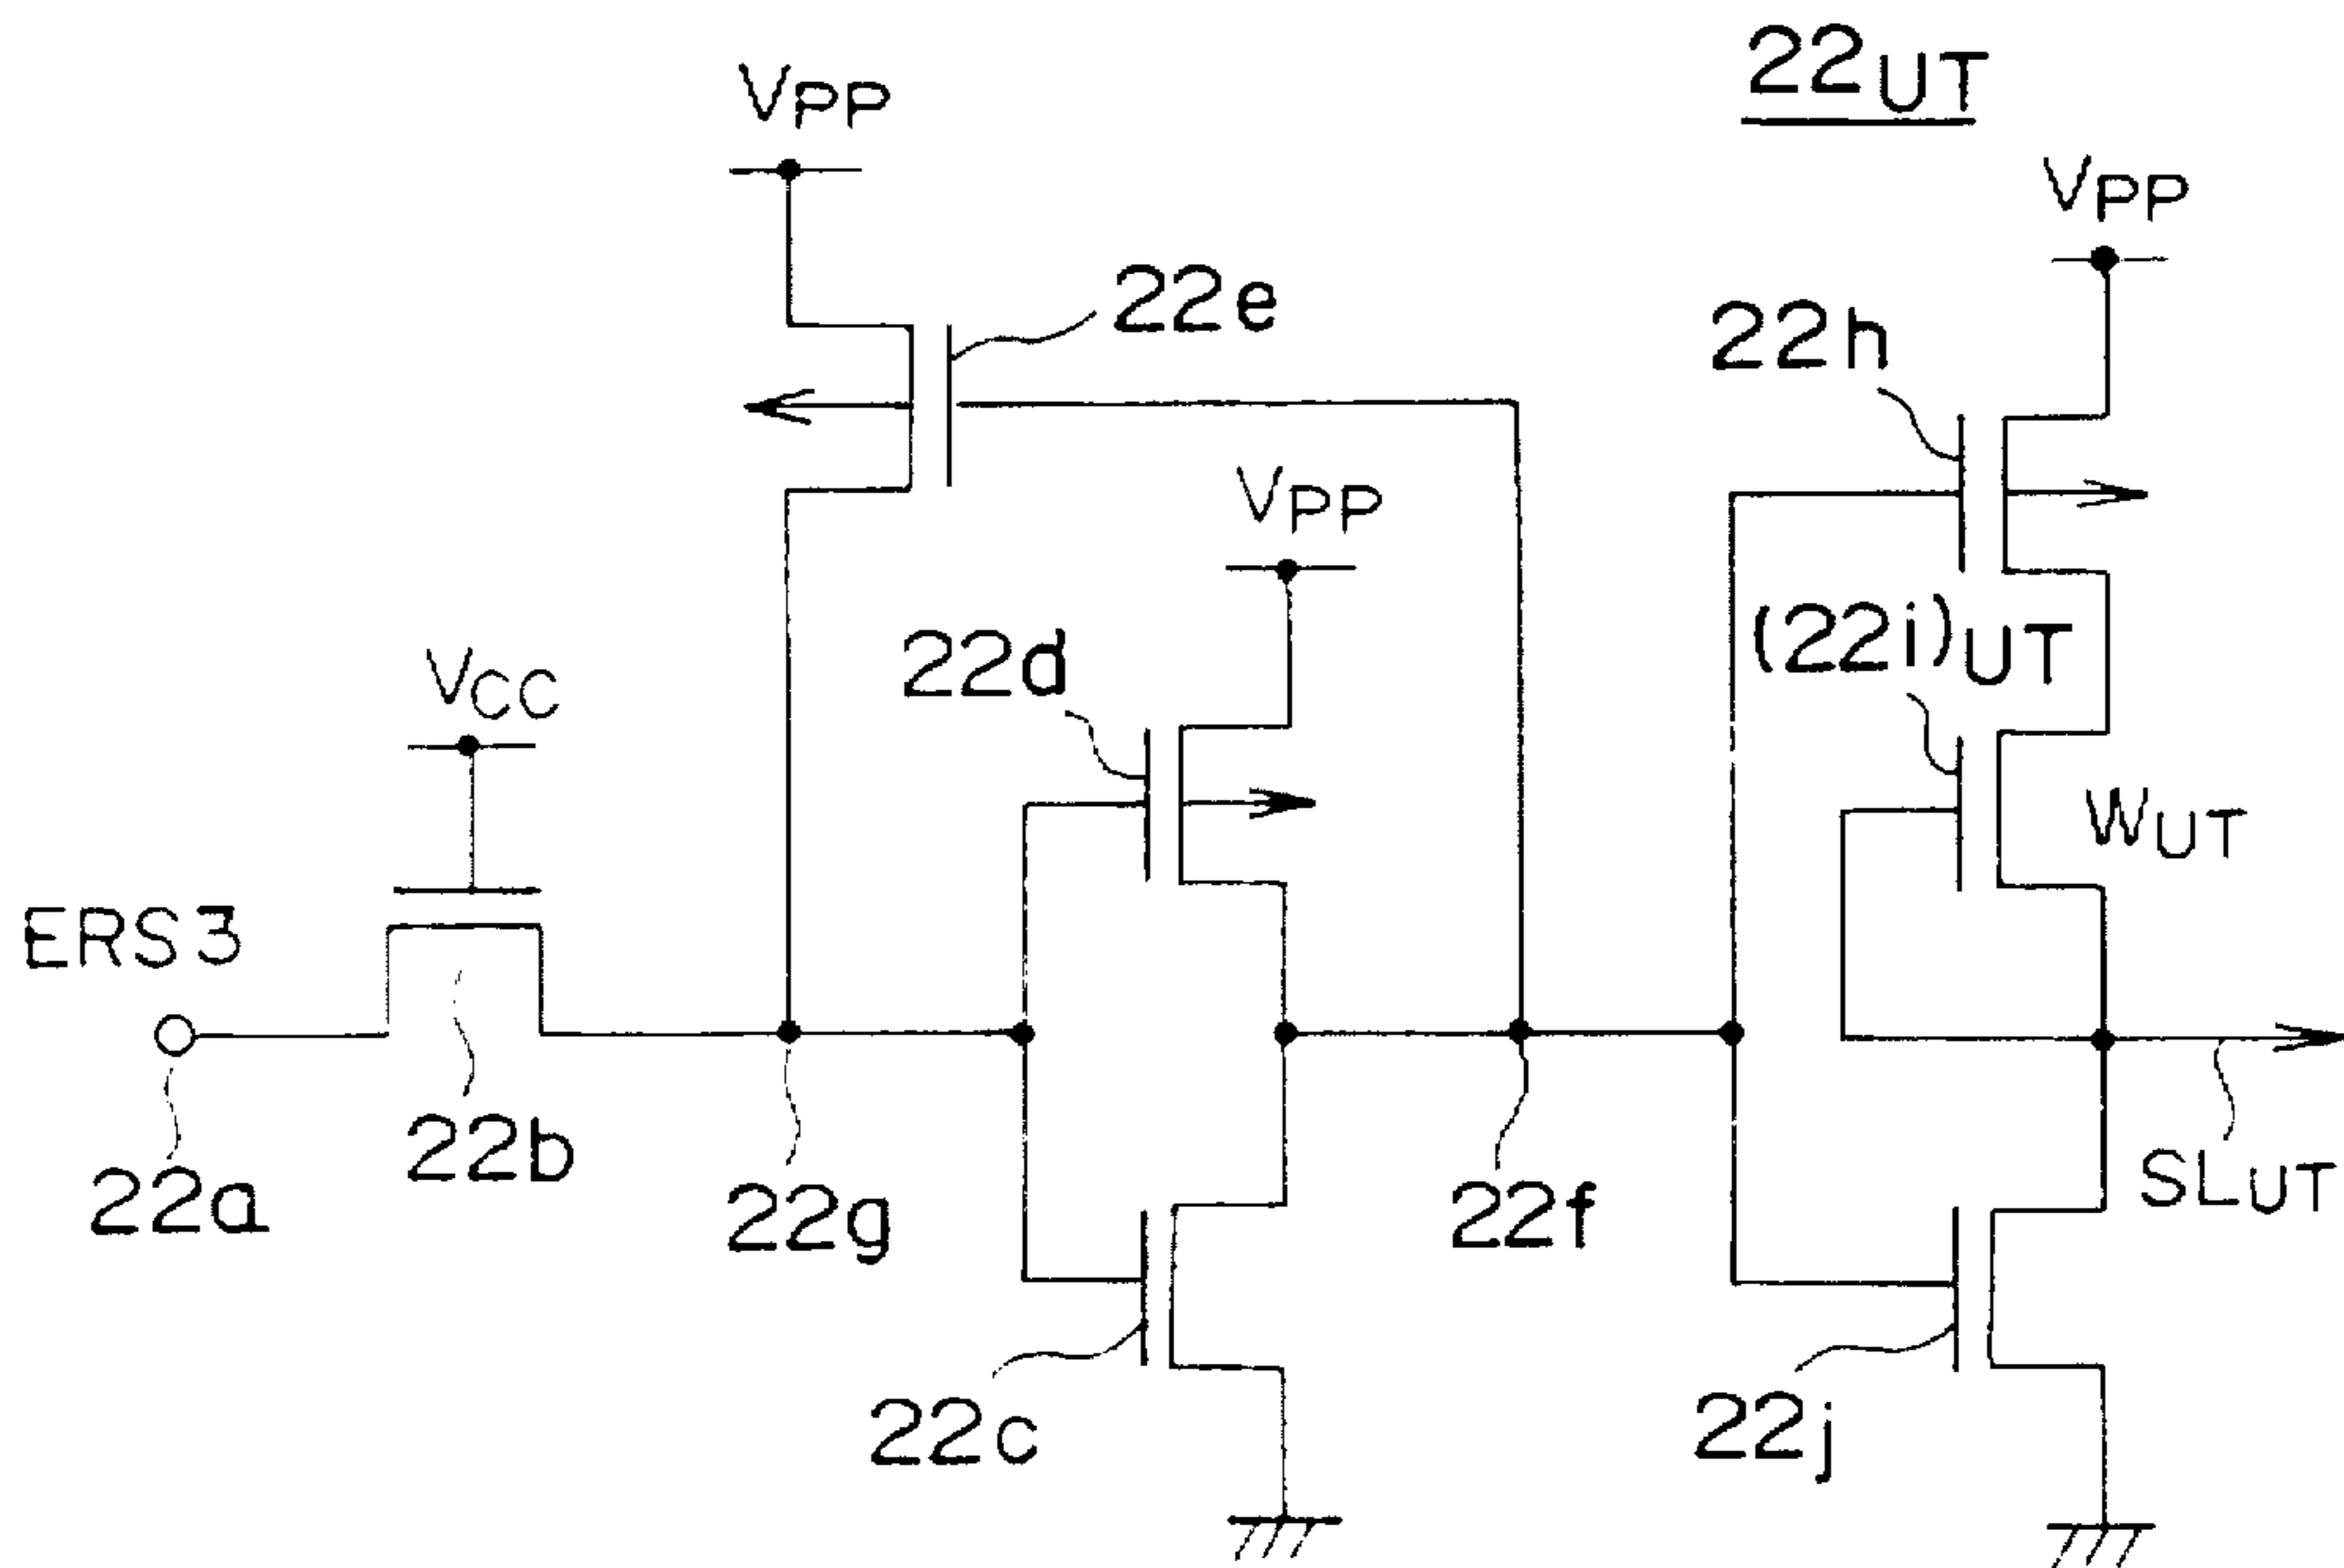 22UT
VPP
VPP
22e
22h
VPP
(22i)UT
22d
VCC
WUT
ERS3
22b
22a
22g
22f
SLUT
22c
22j